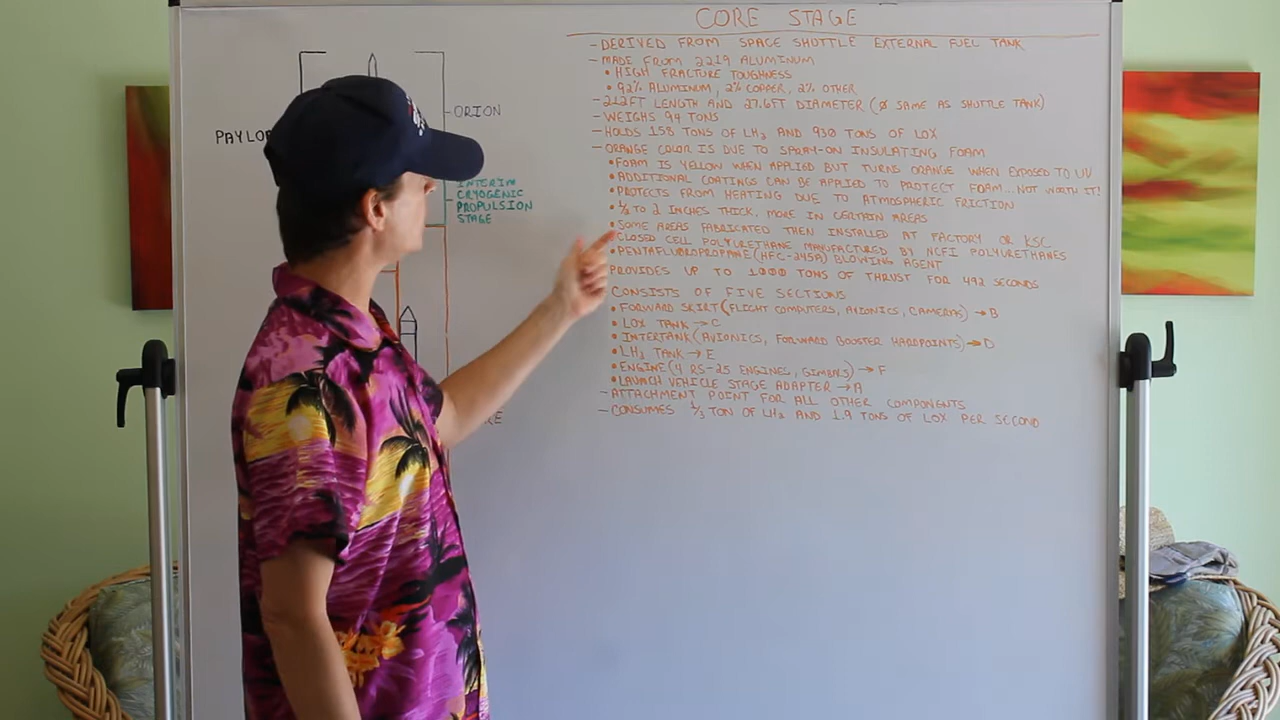 CORE STAGE
- DERIVED FROM SPACE SHUTTLE EXTERNAL FUEL TANK
- MADE FROM 2219 ALUMINUM
• HIGH FRACTURE TOUGHNESS
• 92% ALUMINUM, 2% COPPER, 2% OTHER
- 212FT LENGTH AND 27.6FT DIAMETER (Ø SAME AS SHUTTLE TANK)
- WEIGHS 94 TONS
- HOLDS 158 TONS OF LH2 AND 930 TONS OF LOX
- ORANGE COLOR IS DUE TO SPRAY-ON INSULATING FOAM
• FOAM IS YELLOW WHEN APPLIED BUT TURNS ORANGE WHEN EXPOSED TO UV
• ADDITIONAL COATINGS CAN BE APPLIED TO PROTECT FOAM...NOT WORTH IT!
• PROTECTS FROM HEATING DUE TO ATMOSPHERIC FRICTION
• TO 2 INCHES THICK, MORE IN CERTAIN AREAS
• SOME AREAS FABRICATED THEN INSTALLED AT FACTORY OR KSC
CLOSED CELL POLYURETHANE MANUFACTURED BY NCFI POLYURETHANES
• PENTAFLUOROPROPANE (HFC-245A) BLOWING AGENT
PROVIDES UP TO 1000 TONS OF THRUST FOR 492 SECONDS
CONSISTS OF FIVE SECTIONS
• FORWARD SKIRT (FLIGHT COMPUTERS, AVIONICS, CAMERAS) → B
• LOX TANK → C
• INTERTANK (AVIONICS, FORWARD BOOSTER HARDPOINTS) → D
• LH2 TANK → E
• ENGINE (4 RS-25 ENGINES, GIMBALS) → F
• LAUNCH VEHICLE STAGE ADAPTER → A
- ATTACHMENT POINT FOR ALL OTHER COMPONENTS
- CONSUMES 1/3 TON OF LH2 AND 1.9 TONS OF LOX PER SECOND
ORION
PAYLO
INTERIM
CRYOGENIC
PROPULSION
STAGE